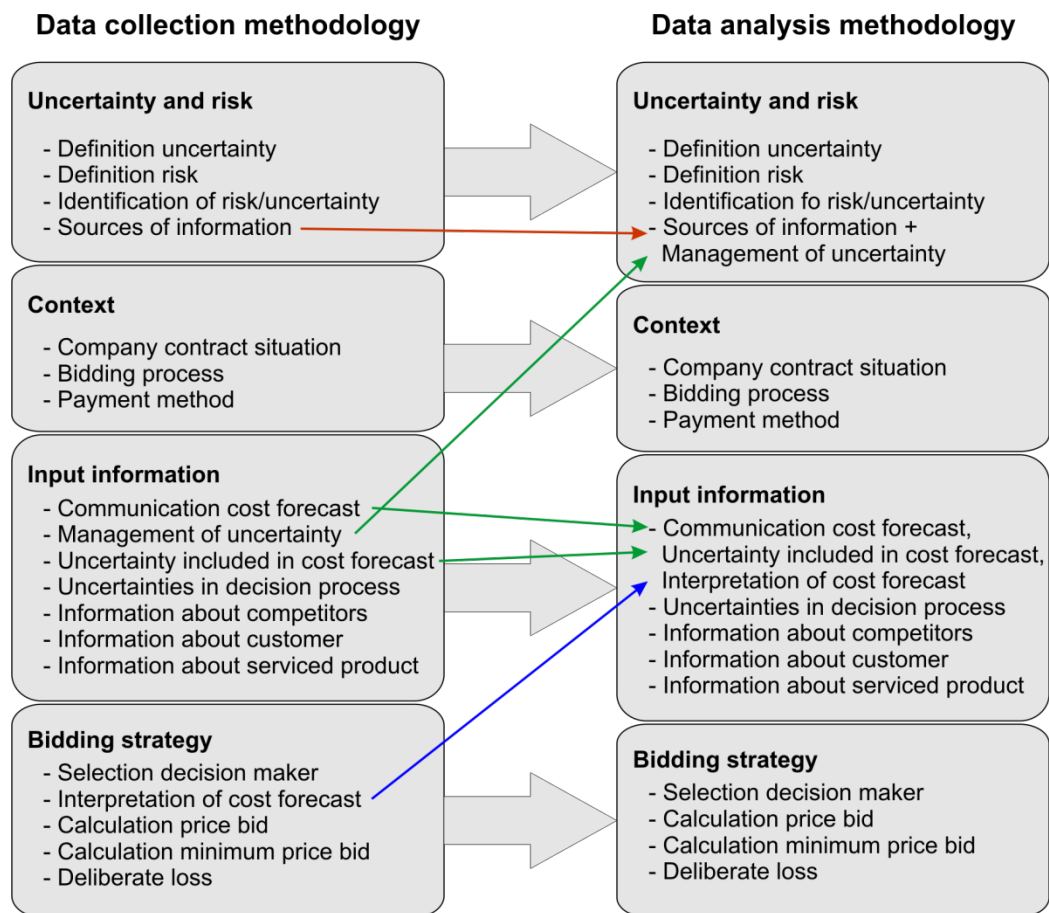 Data collection methodology
Uncertainty and risk
- Definition uncertainty
- Definition risk
- Identification of risk/uncertainty
- Sources of information
Context
- Company contract situation
- Bidding process
- Payment method
Input information
- Communication cost forecast
- Management of uncertainty
- Uncertainty included in cost forecast
- Uncertainties in decision process
- Information about competitors
- Information about customer
- Information about serviced product
Bidding strategy
- Selection decision maker
- Interpretation of cost forecast
- Calculation price bid
- Calculation minimum price bid
- Deliberate loss
Data analysis methodology
Uncertainty and risk
- Definition uncertainty
- Definition risk
- Identification fo risk/uncertainty
- Sources of information +
Management of uncertainty
Context
- Company contract situation
- Bidding process
- Payment method
Input information
- Communication cost forecast,
Uncertainty included in cost forecast,
Interpretation of cost forecast
- Uncertainties in decision process
- Information about competitors
- Information about customer
- Information about serviced product
Bidding strategy
- Selection decision maker
- Calculation price bid
- Calculation minimum price bid
- Deliberate loss